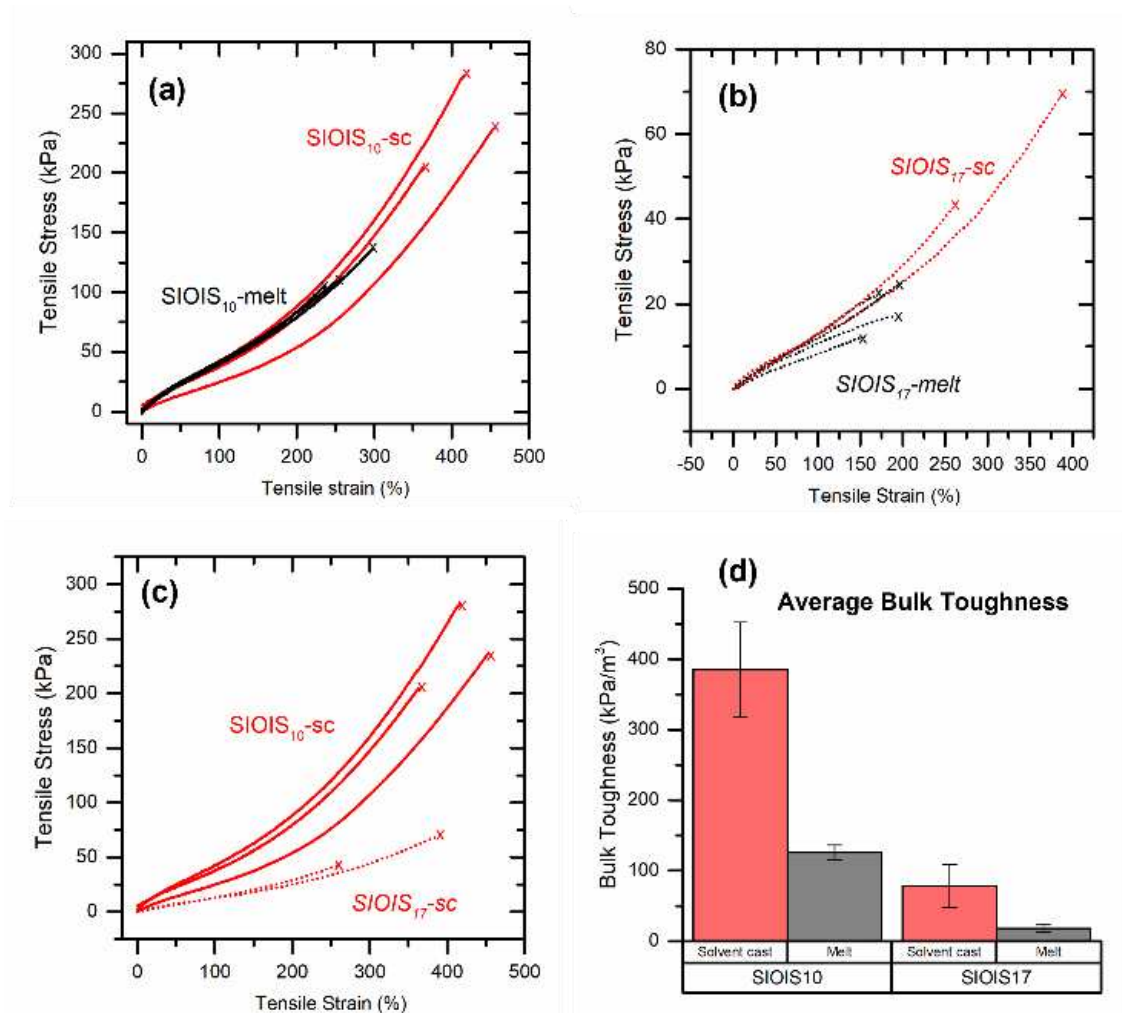 (a)
Tensile Stress (kPa)
300
250
200
150
100
50
0
SIOIS₁₀-sc
SIOIS₁₀-melt
0 100 200 300 400 500
Tensile strain (%)
(b)
Tensile Stress (kPa)
80
60
40
20
0
SIOIS₁₇-sc
SIOIS₁₇-melt
-50 0 50 100 150 200 250 300 350 400
Tensile Strain (%)
(c)
Tensile Stress (kPa)
300
250
200
150
100
50
0
SIOIS₁₀-sc
SIOIS₁₇-sc
0 100 200 300 400 500
Tensile Strain (%)
(d)
Average Bulk Toughness
Bulk Toughness (kPa/m³)
500
400
300
200
100
0
Solvent cast Melt Solvent cast Melt
SIOIS10 SIOIS17